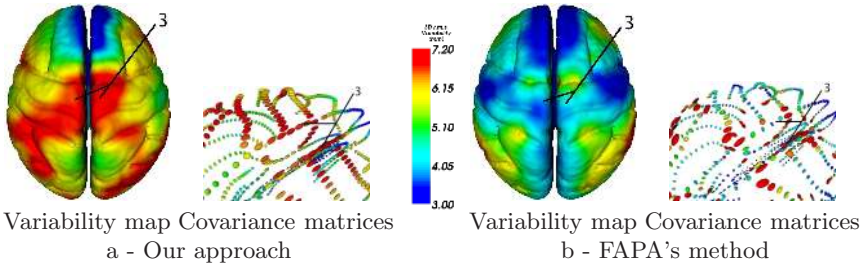 3
3
7.20
6.15
5.10
4.05
3.00
3
3
Variability map Covariance matrices
a - Our approach
Variability map Covariance matrices
b - FAPA's method